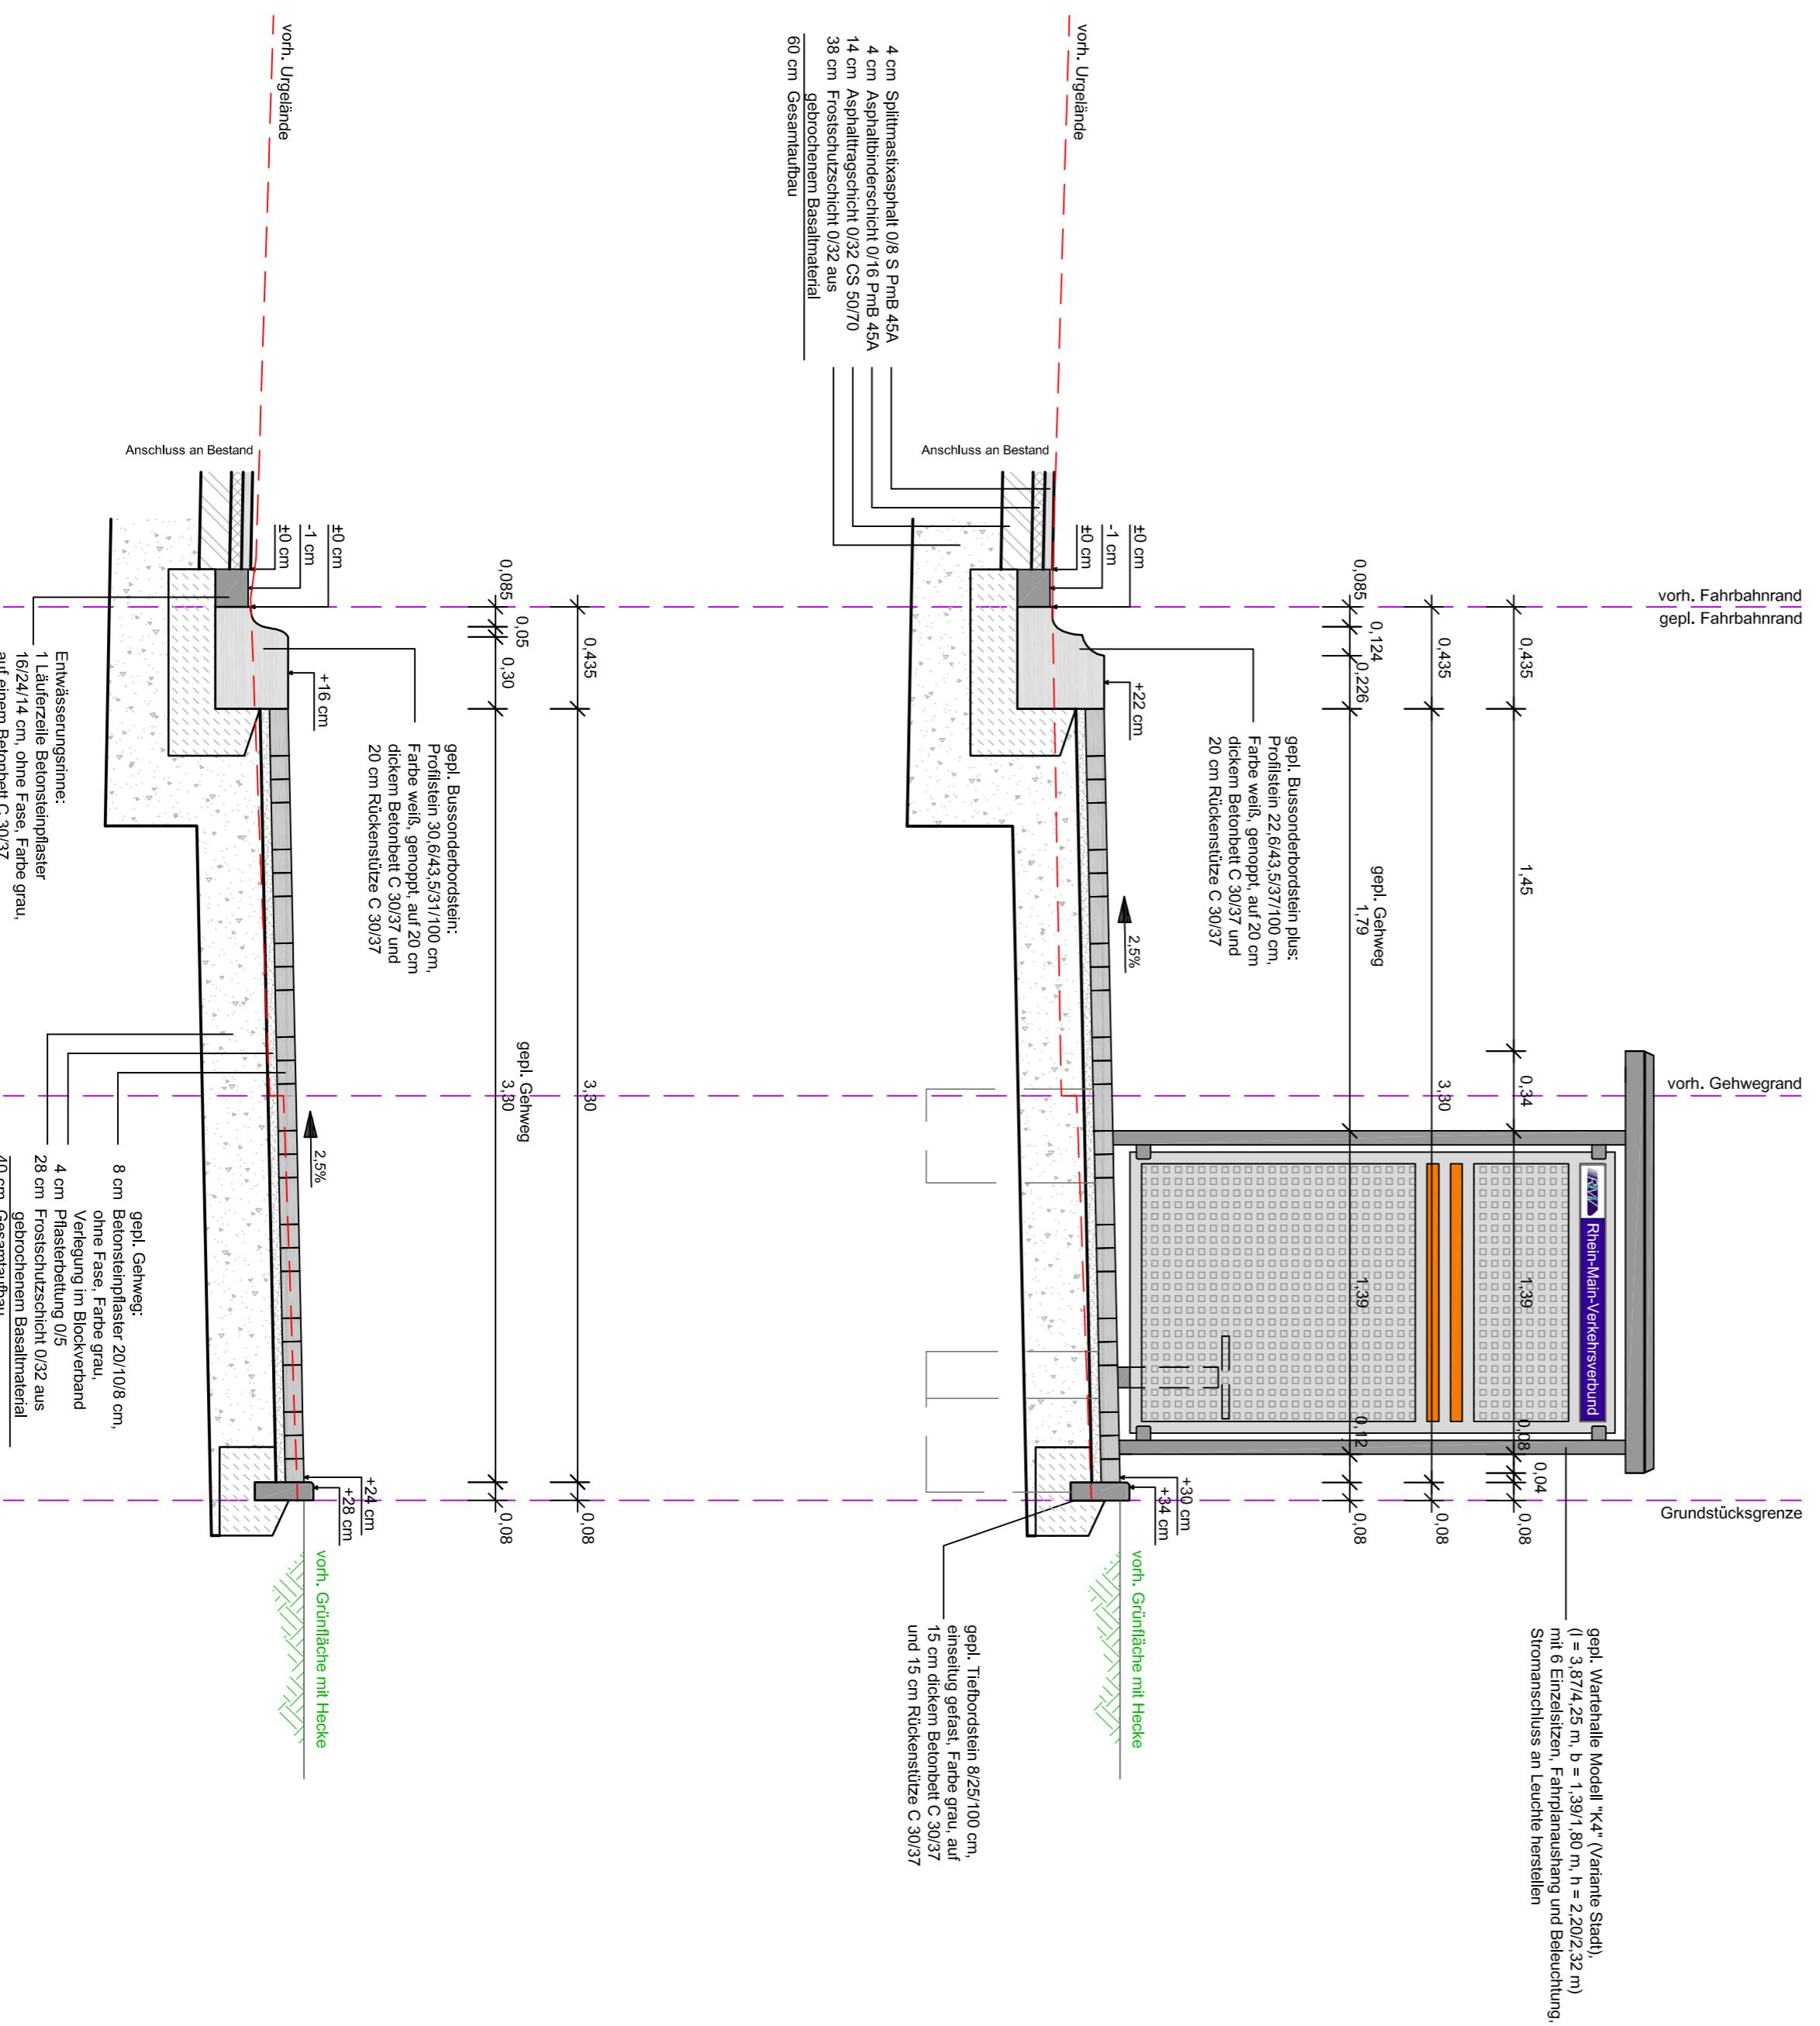 vorh. Fahrbahnrand
gepl. Fahrbahnrand
vorh. Gehwegrand
Grundstücksgrenze
vorh. Urgelände
4 cm Splittmastixasphalt 0/8 S PmB 45A
4 cm Asphaltbinderschicht 0/16 PmB 45A
14 cm Asphalttragschicht 0/32 CS 50/70
38 cm Frostschutzschicht 0/32 aus
gebrochenem Basaltmaterial
60 cm Gesamtaufbau
Anschluss an Bestand
±0 cm
-1 cm
±0 cm
0,435
1,45
0,34
1,39
0,08
0,04
0,08
0,435
3,30
0,08
0,085
0,124
0,226
gepl. Gehweg
1,79
1,39
0,12
0,08
+22 cm
gepl. Bussonderbordstein plus:
Profilstein 22,6/43,5/37/100 cm,
Farbe weiß, genoppt, auf 20 cm
dickem Betonbett C 30/37 und
20 cm Rückenstütze C 30/37
2,5%
RMV
Rhein-Main-Verkehrsverbund
+30 cm
+34 cm
vorh. Grünfläche mit Hecke
gepl. Wartehalle Modell "K4" (Variante Stadt),
(l = 3,87/4,25 m, b = 1,39/1,80 m, h = 2,20/2,32 m)
mit 6 Einzelsitzen, Fahrplanaushang und Beleuchtung,
Stromanschluss an Leuchte herstellen
gepl. Tiefbordstein 8/25/100 cm,
einseitug gefast, Farbe grau, auf
15 cm dickem Betonbett C 30/37
und 15 cm Rückenstütze C 30/37
vorh. Urgelände
Anschluss an Bestand
±0 cm
-1 cm
±0 cm
0,435
3,30
0,08
0,085
0,05
0,30
gepl. Gehweg
3,30
0,08
+16 cm
gepl. Bussonderbordstein:
Profilstein 30,6/43,5/31/100 cm,
Farbe weiß, genoppt, auf 20 cm
dickem Betonbett C 30/37 und
20 cm Rückenstütze C 30/37
2,5%
+24 cm
+28 cm
vorh. Grünfläche mit Hecke
Entwässerungsrinne:
1 Läuferzeile Betonsteinpflaster
16/24/14 cm, ohne Fase, Farbe grau,
auf einem Betonbett C 30/37
gepl. Gehweg:
8 cm Betonsteinpflaster 20/10/8 cm,
ohne Fase, Farbe grau,
Verlegung im Blockverband
4 cm Pflasterbettung 0/5
28 cm Frostschutzschicht 0/32 aus
gebrochenem Basaltmaterial
40 cm Gesamtaufbau